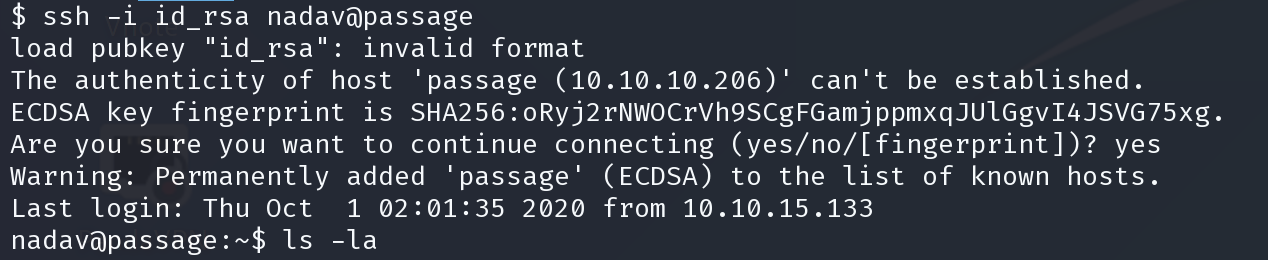 $ ssh -i id_rsa nadav@passage
load pubkey "id_rsa": invalid format
The authenticity of host 'passage (10.10.10.206)' can't be established.
ECDSA key fingerprint is SHA256:oRyj2rNWOCrVh9SCgFGamjppmxqJUlGgvI4JSVG75xg.
Are you sure you want to continue connecting (yes/no/[fingerprint])? yes
Warning: Permanently added 'passage' (ECDSA) to the list of known hosts.
Last login: Thu Oct  1 02:01:35 2020 from 10.10.15.133
nadav@passage:~$ ls -la